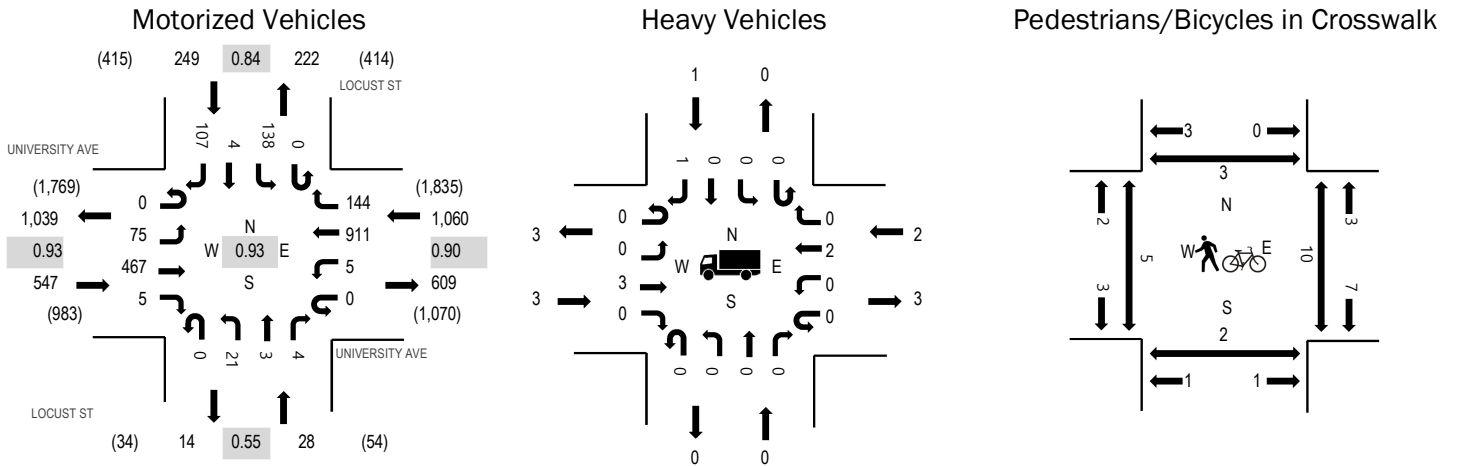 Motorized Vehicles
(415) 249 0.84 222 (414)
LOCUST ST
107 4 138 0
UNIVERSITY AVE
(1,769) (1,835)
0 144
1,039 1,060
75 N 911
0.93 W 0.93 E 0.90
467 5
547 S 609
5 0
(983) (1,070)
0 21 3 4
UNIVERSITY AVE
LOCUST ST
(34) 14 0.55 28 (54)
Heavy Vehicles
1 0
1 0 0 0
0 0
3 N 2
0 2
W E
3 0
3 S 3
0 0
0 0 0 0
0 0
Pedestrians/Bicycles in Crosswalk
3 0
3
2 N 3
5 W E 10
3 S 7
2
1 1